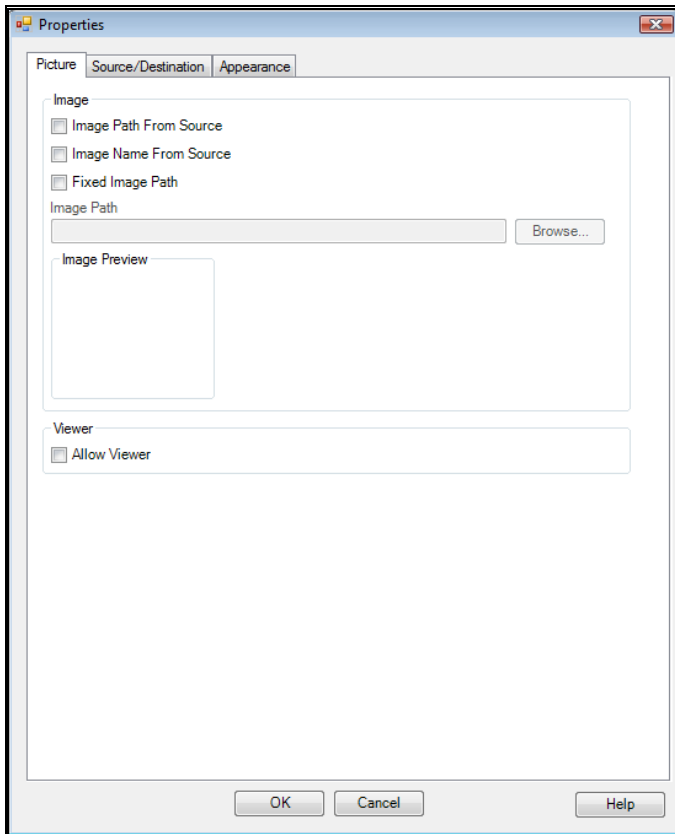 Properties
Picture Source/Destination Appearance
Image
Image Path From Source
Image Name From Source
Fixed Image Path
Image Path
Browse...
Image Preview
Viewer
Allow Viewer
OK Cancel Help